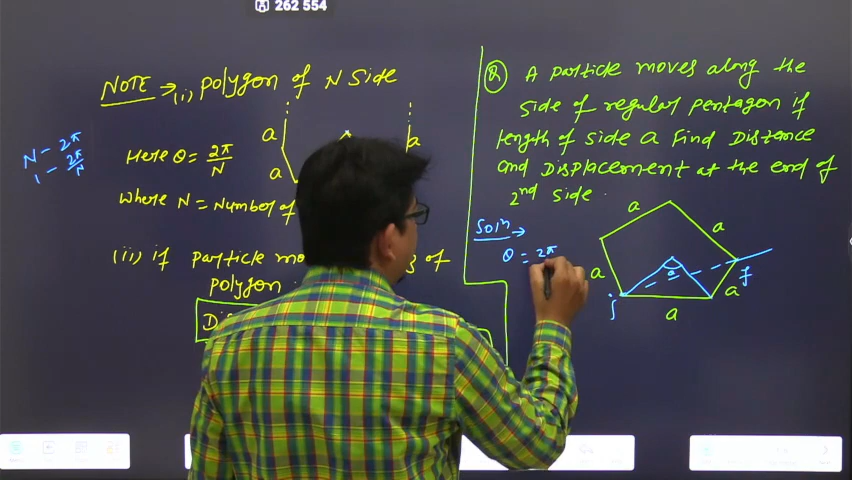 262 554
NOTE → (i) polygon of N side
N - 2π
1 - 2π/N
Here θ = 2π/N
a
a
a
where N = Number of
(ii) if particle mo of
polygon
Di
Q A particle moves along the
side of regular pentagon if
length of side a Find Distance
and Displacement at the end of
2nd side.
Solⁿ →
θ = 2π
a
a
a
a
a
i
f
θ